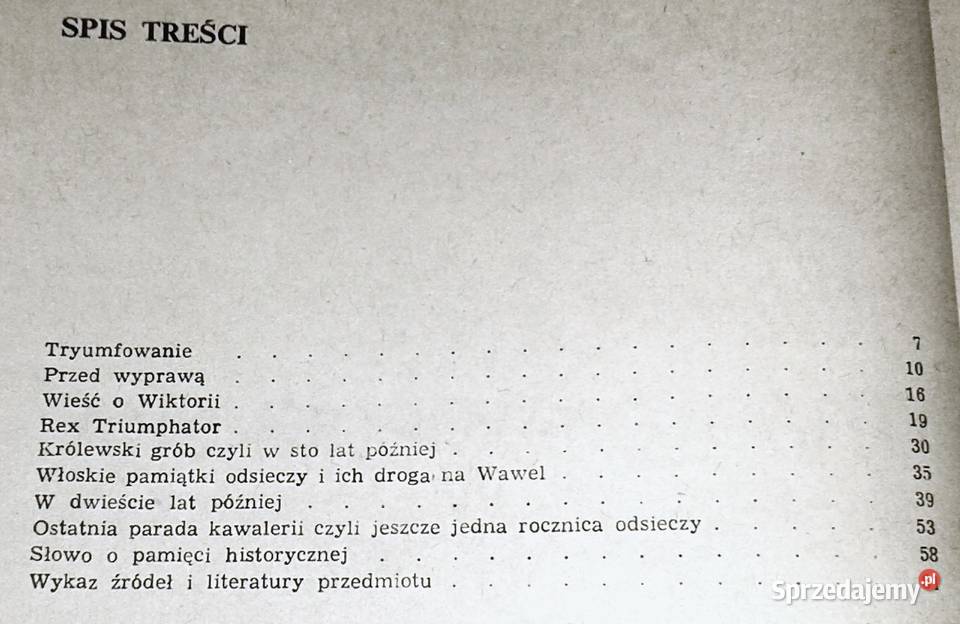 SPIS TREŚCI
Tryumfowanie . . . . . . . . . . . . . . . . . . 7
Przed wyprawą . . . . . . . . . . . . . . . . . . 10
Wieść o Wiktorii . . . . . . . . . . . . . . . . . . 16
Rex Triumphator . . . . . . . . . . . . . . . . . . 19
Królewski grób czyli w sto lat później . . . . . . . . . . . . 30
Włoskie pamiątki odsieczy i ich droga na Wawel . . . . . . . . . 35
W dwieście lat później . . . . . . . . . . . . . . . . 39
Ostatnia parada kawalerii czyli jeszcze jedna rocznica odsieczy . . . . . 53
Słowo o pamięci historycznej . . . . . . . . . . . . . . 58
Wykaz źródeł i literatury przedmiotu . . . . . . . . . . . .
Sprzedajemy.pl